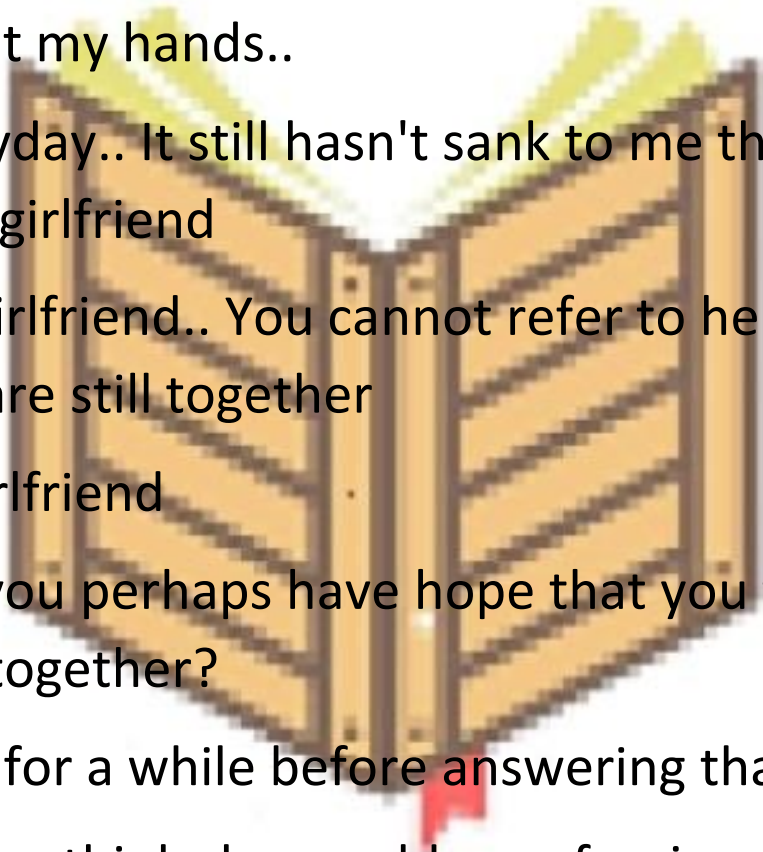 t my hands..
yday.. It still hasn't sank to me th
girlfriend
irlfriend.. You cannot refer to he
are still together
rlfriend
you perhaps have hope that you
together?
for a while before answering tha